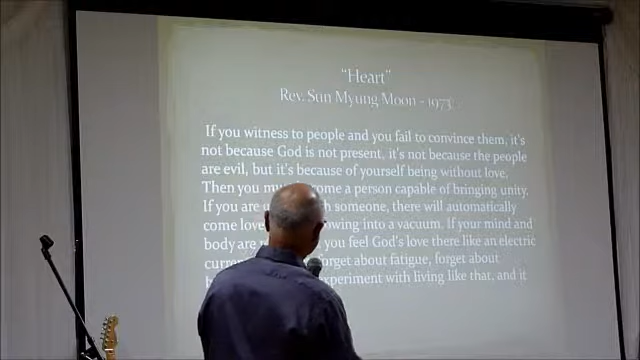 “Heart”
Rev. Sun Myung Moon - 1973
If you witness to people and you fail to convince them, it's
not because God is not present, it's not because the people
are evil, but it's because of yourself being without love.
Then you must become a person capable of bringing unity.
If you are with someone, there will automatically
come love into a vacuum. If your mind and
body are you feel God's love there like an electric
forget about fatigue, forget about
experiment with living like that, and it